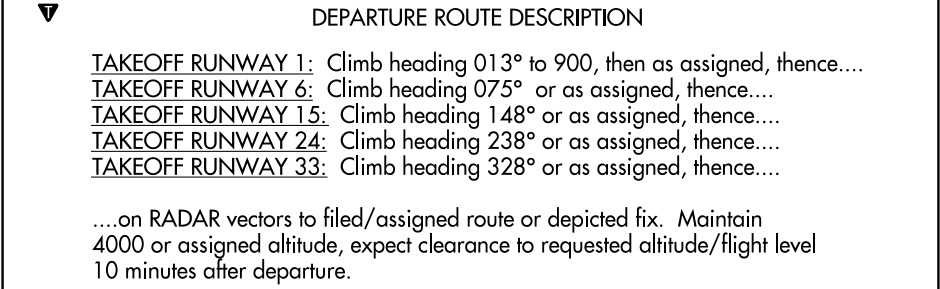 T
DEPARTURE ROUTE DESCRIPTION
TAKEOFF RUNWAY 1: Climb heading 013° to 900, then as assigned, thence....
TAKEOFF RUNWAY 6: Climb heading 075° or as assigned, thence....
TAKEOFF RUNWAY 15: Climb heading 148° or as assigned, thence....
TAKEOFF RUNWAY 24: Climb heading 238° or as assigned, thence....
TAKEOFF RUNWAY 33: Climb heading 328° or as assigned, thence....
....on RADAR vectors to filed/assigned route or depicted fix. Maintain
4000 or assigned altitude, expect clearance to requested altitude/flight level
10 minutes after departure.